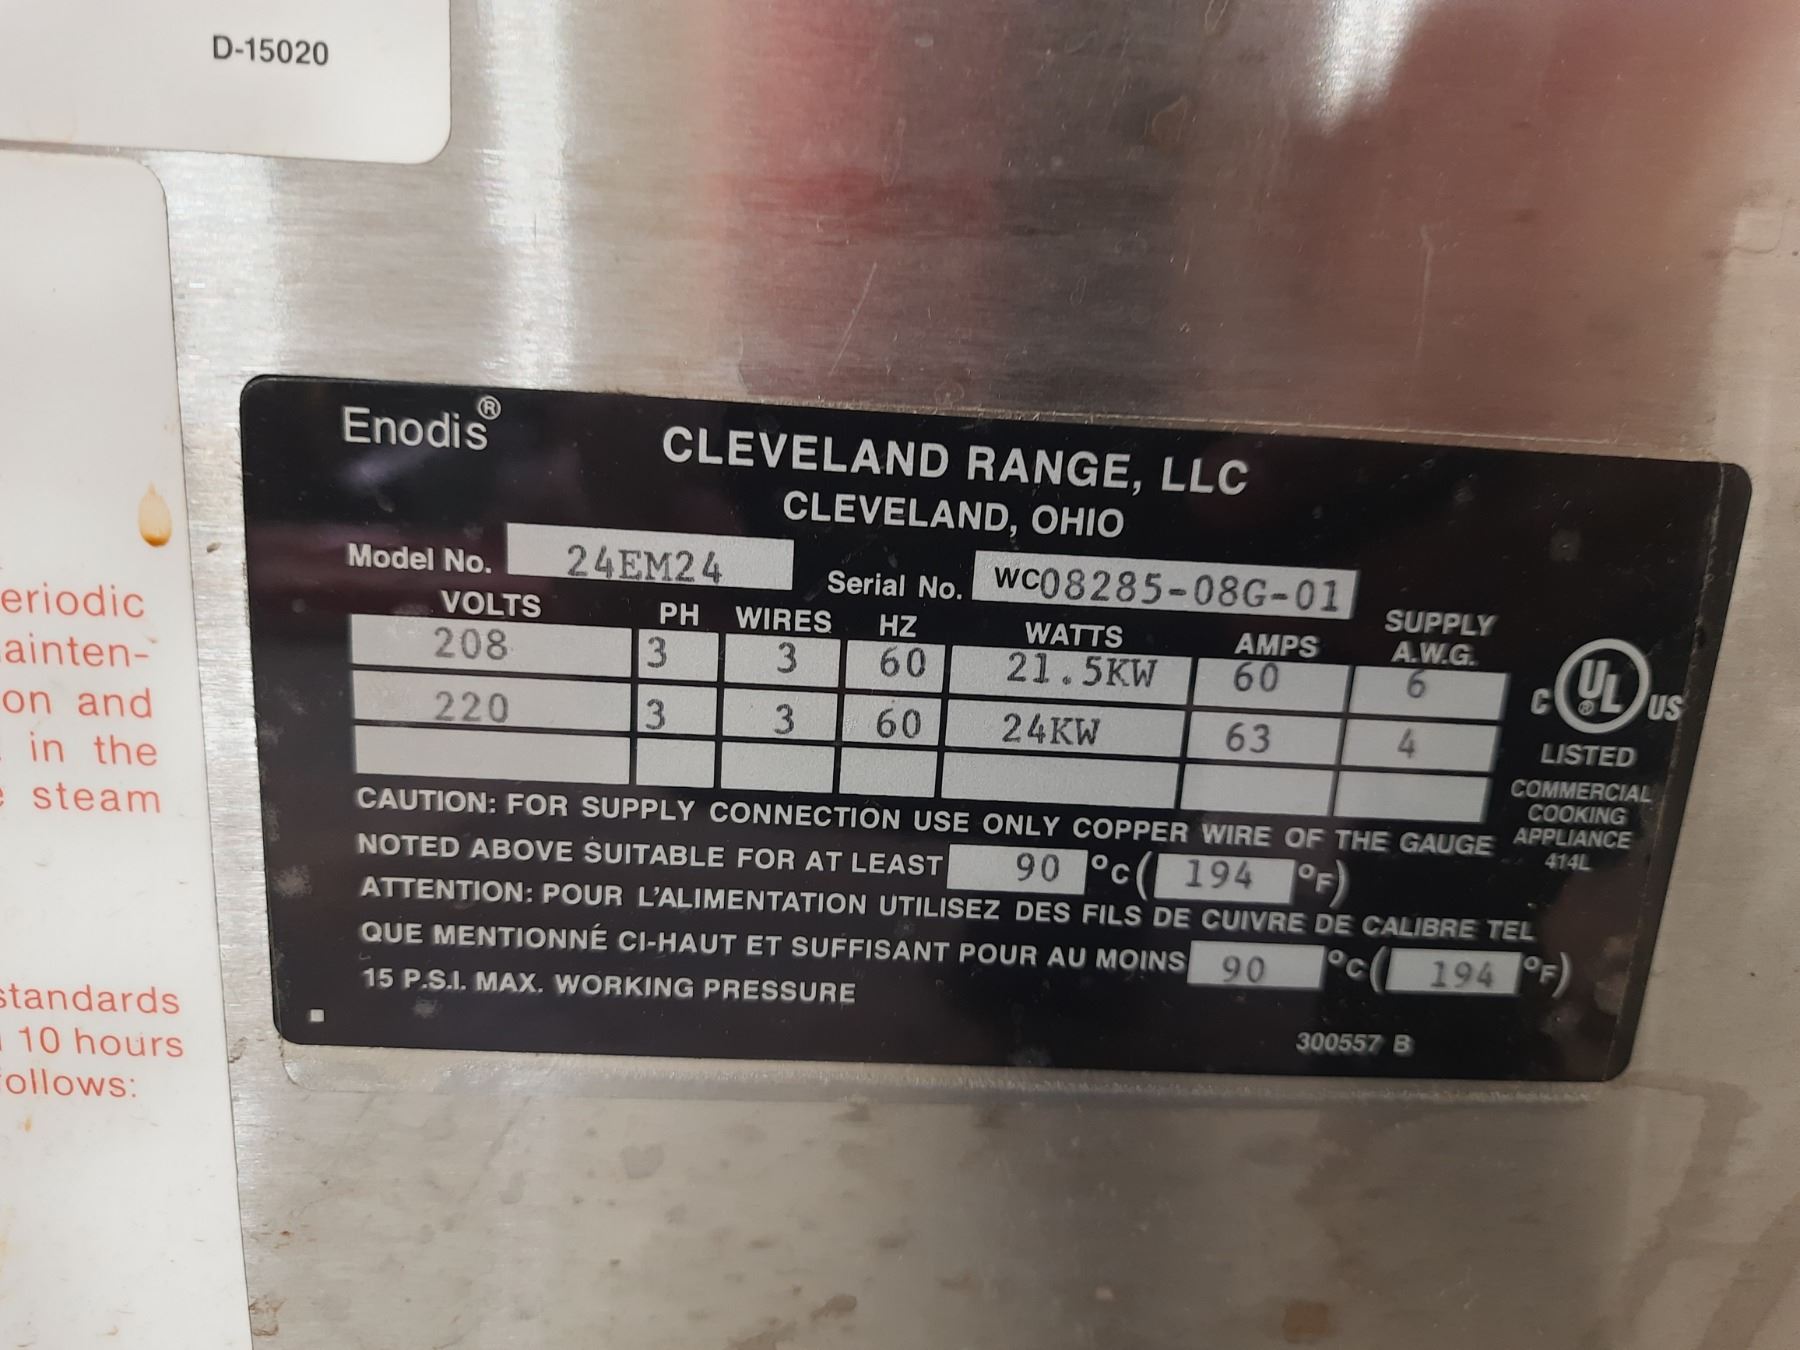 D-15020
eriodic
ainten-
on and
in the
steam
standards
10 hours
follows:
Enodis®
CLEVELAND RANGE, LLC
CLEVELAND, OHIO
Model No. 24EM24 Serial No. WC08285-08G-01
VOLTS PH WIRES HZ WATTS AMPS SUPPLY A.W.G.
208 3 3 60 21.5KW 60 6
220 3 3 60 24KW 63 4
C UL® US
LISTED
COMMERCIAL
COOKING
APPLIANCE
414L
CAUTION: FOR SUPPLY CONNECTION USE ONLY COPPER WIRE OF THE GAUGE
NOTED ABOVE SUITABLE FOR AT LEAST 90 °C ( 194 °F)
ATTENTION: POUR L'ALIMENTATION UTILISEZ DES FILS DE CUIVRE DE CALIBRE TEL
QUE MENTIONNÉ CI-HAUT ET SUFFISANT POUR AU MOINS 90 °C ( 194 °F)
15 P.S.I. MAX. WORKING PRESSURE
300557 B